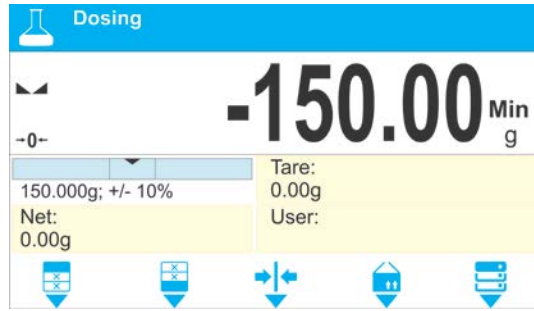 Dosing
-150.00 Min
g
→0←
150.000g; +/- 10%
Tare:
0.00g
Net:
0.00g
User: